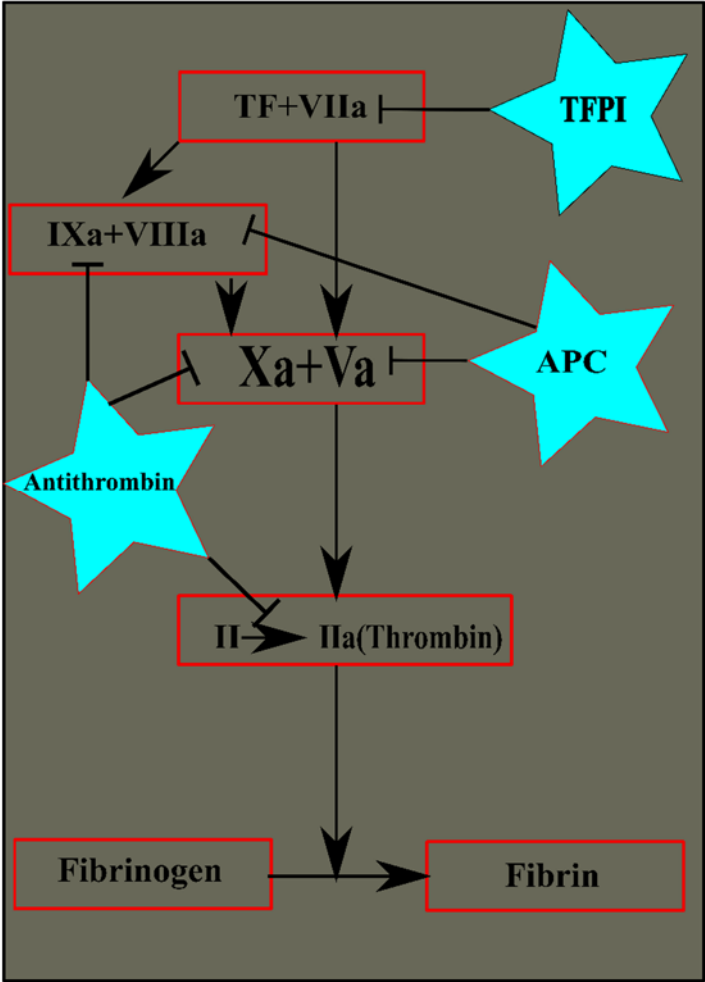 TF+VIIa
TFPI
IXa+VIIIa
Xa+Va
APC
Antithrombin
II
IIa(Thrombin)
Fibrinogen
Fibrin